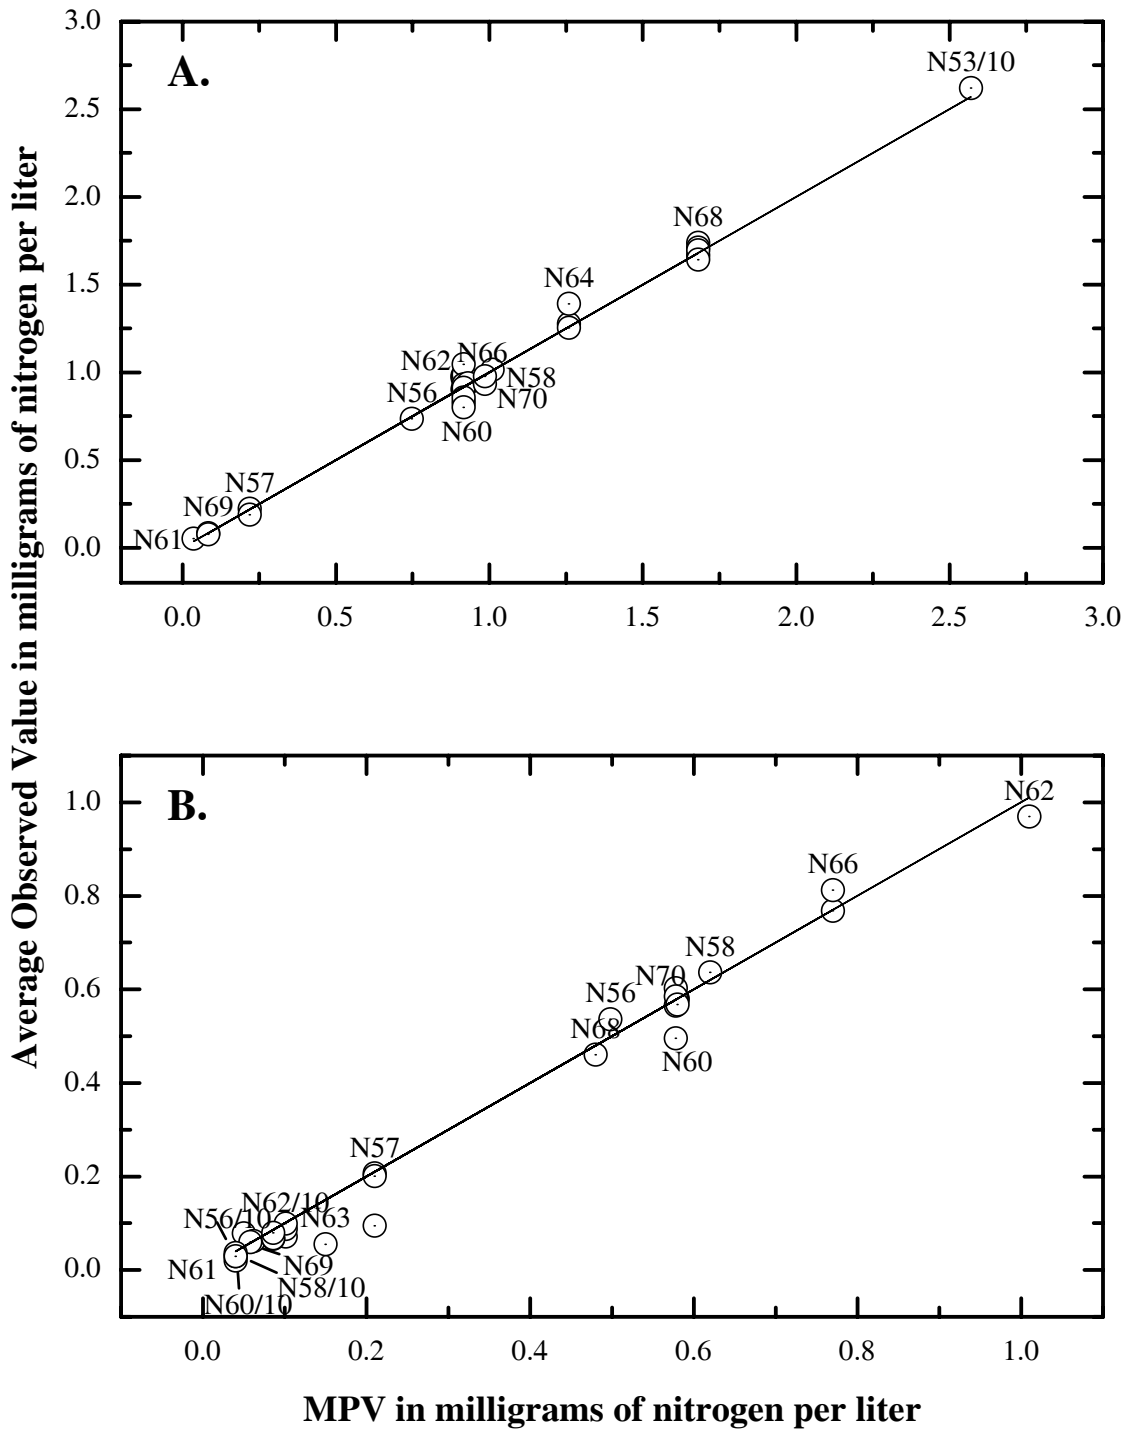 Average Observed Value in milligrams of nitrogen per liter
A.
3.0
2.5
2.0
1.5
1.0
0.5
0.0
N53/10
N68
N64
N66
N62
N58
N56
N70
N60
N57
N69
N61
0.0 0.5 1.0 1.5 2.0 2.5 3.0
B.
1.0
0.8
0.6
0.4
0.2
0.0
N62
N66
N58
N70
N56
N68
N60
N57
N62/10
N56/10 N63
N69
N61
N58/10
N60/10
0.0 0.2 0.4 0.6 0.8 1.0
MPV in milligrams of nitrogen per liter